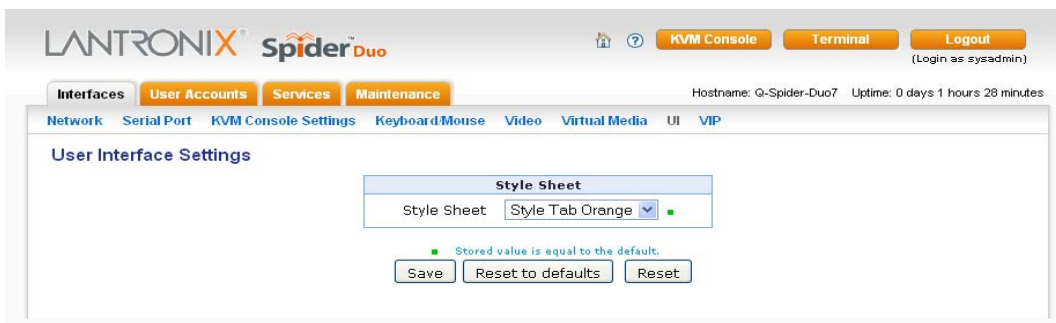 LANTRONIX® Spider™ Duo
KVM Console Terminal Logout
(Login as sysadmin)
Interfaces User Accounts Services Maintenance Hostname: Q-Spider-Duo7 Uptime: 0 days 1 hours 28 minutes
Network Serial Port KVM Console Settings Keyboard/Mouse Video Virtual Media UI VIP
User Interface Settings
Style Sheet
Style Sheet Style Tab Orange
Stored value is equal to the default.
Save Reset to defaults Reset